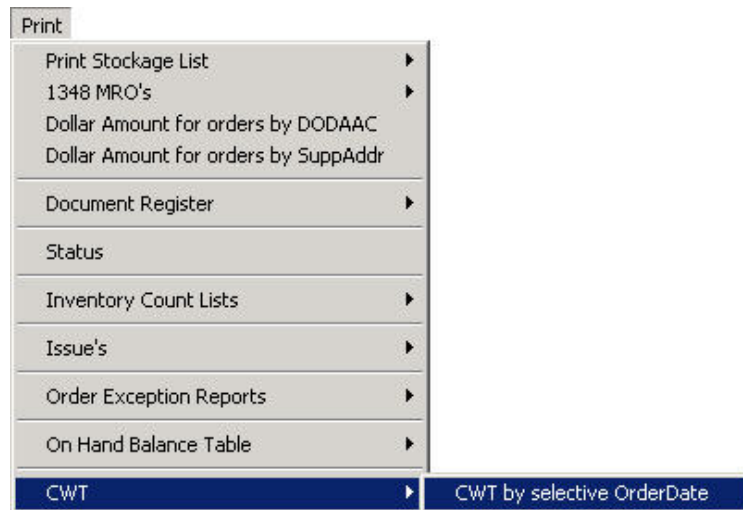 Print
Print Stockage List
1348 MRO's
Dollar Amount for orders by DODAAC
Dollar Amount for orders by SuppAddr
Document Register
Status
Inventory Count Lists
Issue's
Order Exception Reports
On Hand Balance Table
CWT
CWT by selective OrderDate